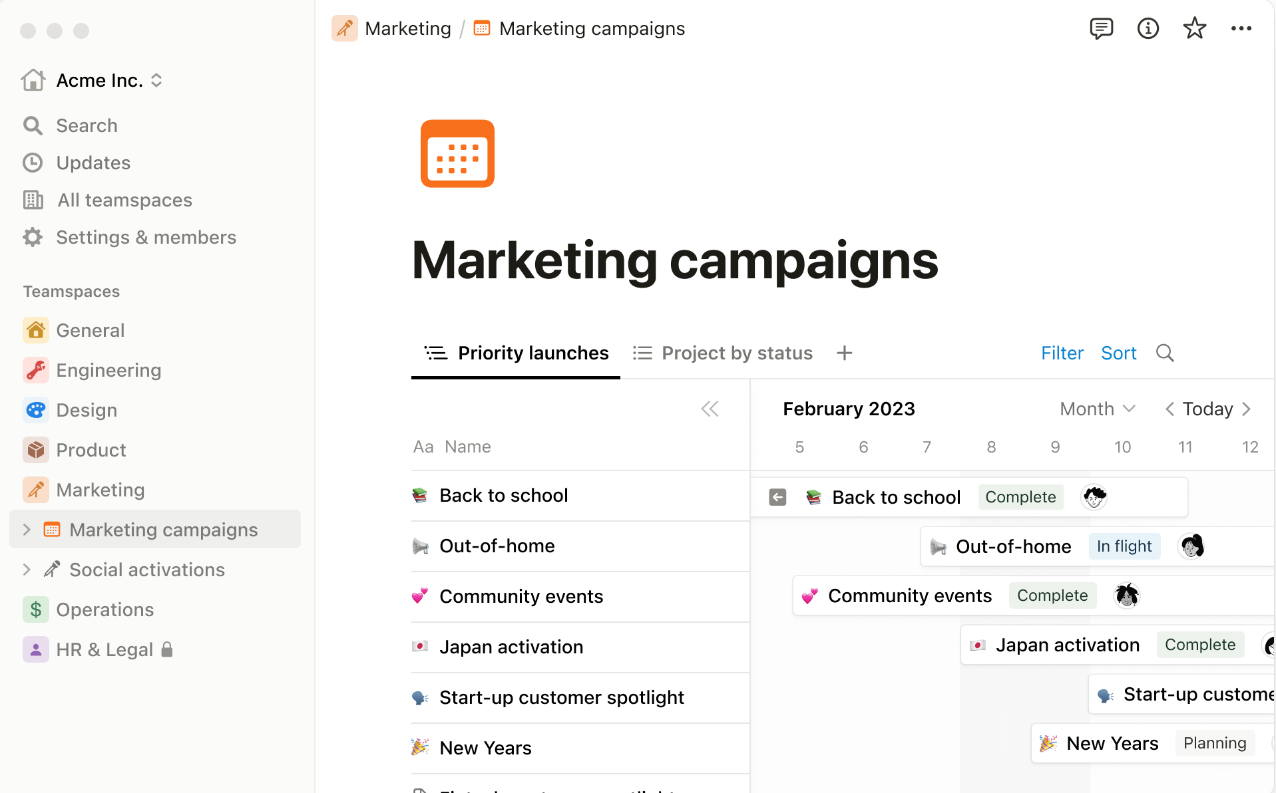 Marketing / Marketing campaigns
Acme Inc.
Search
Updates
All teamspaces
Settings & members
Teamspaces
General
Engineering
Design
Product
Marketing
Marketing campaigns
Social activations
Operations
HR & Legal
Marketing campaigns
Priority launches
Project by status
Filter
Sort
February 2023
Month
Today
Aa Name
5 6 7 8 9 10 11 12
Back to school
Out-of-home
Community events
Japan activation
Start-up customer spotlight
New Years
Back to school Complete
Out-of-home In flight
Community events Complete
Japan activation Complete
Start-up custome
New Years Planning